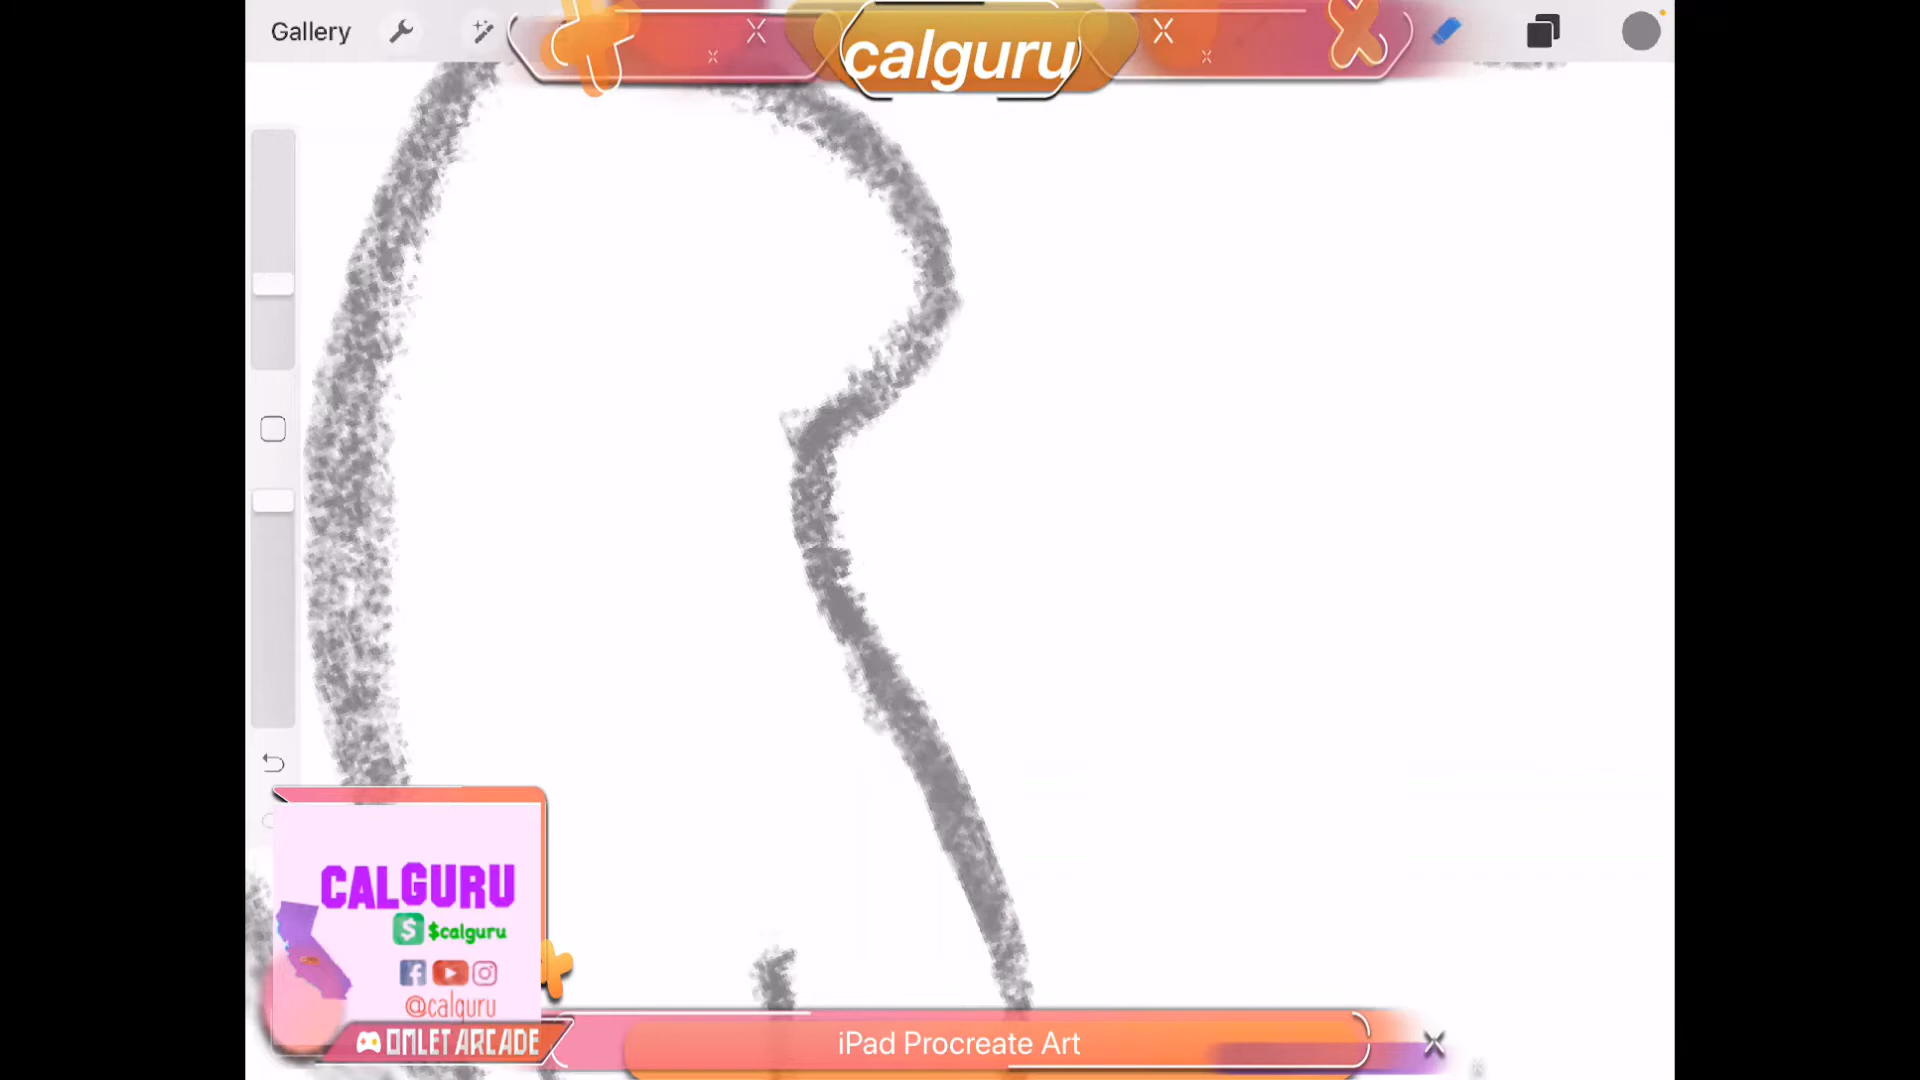 Gallery
calguru
CALGURU
$ $calguru
@calguru
OMLET ARCADE
iPad Procreate Art